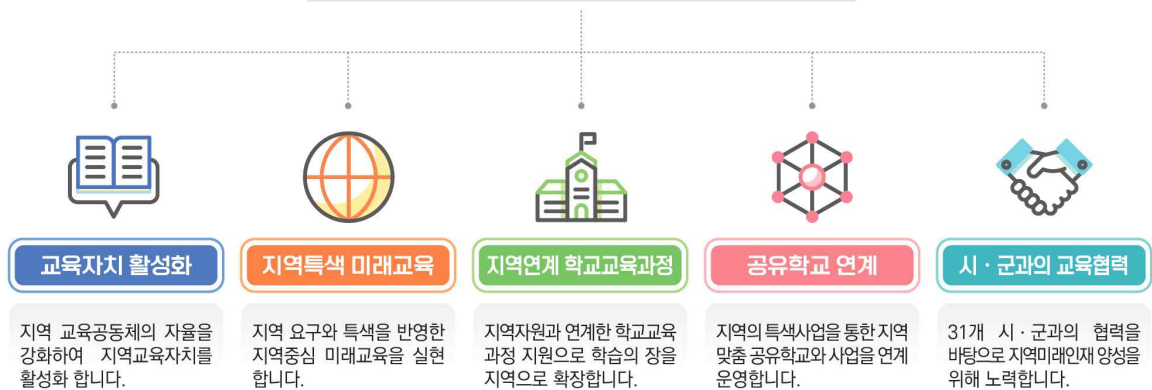 교육자치 활성화
지역 교육공동체의 자율을
강화하여 지역교육자치를
활성화 합니다.
지역특색 미래교육
지역 요구와 특색을 반영한
지역중심 미래교육을 실현
합니다.
지역연계 학교교육과정
지역자원과 연계한 학교교육
과정 지원으로 학습의 장을
지역으로 확장합니다.
공유학교 연계
지역의 특색사업을 통한 지역
맞춤 공유학교와 사업을 연계
운영합니다.
시 · 군과의 교육협력
31개 시 · 군과의 협력을
바탕으로 지역미래인재 양성을
위해 노력합니다.